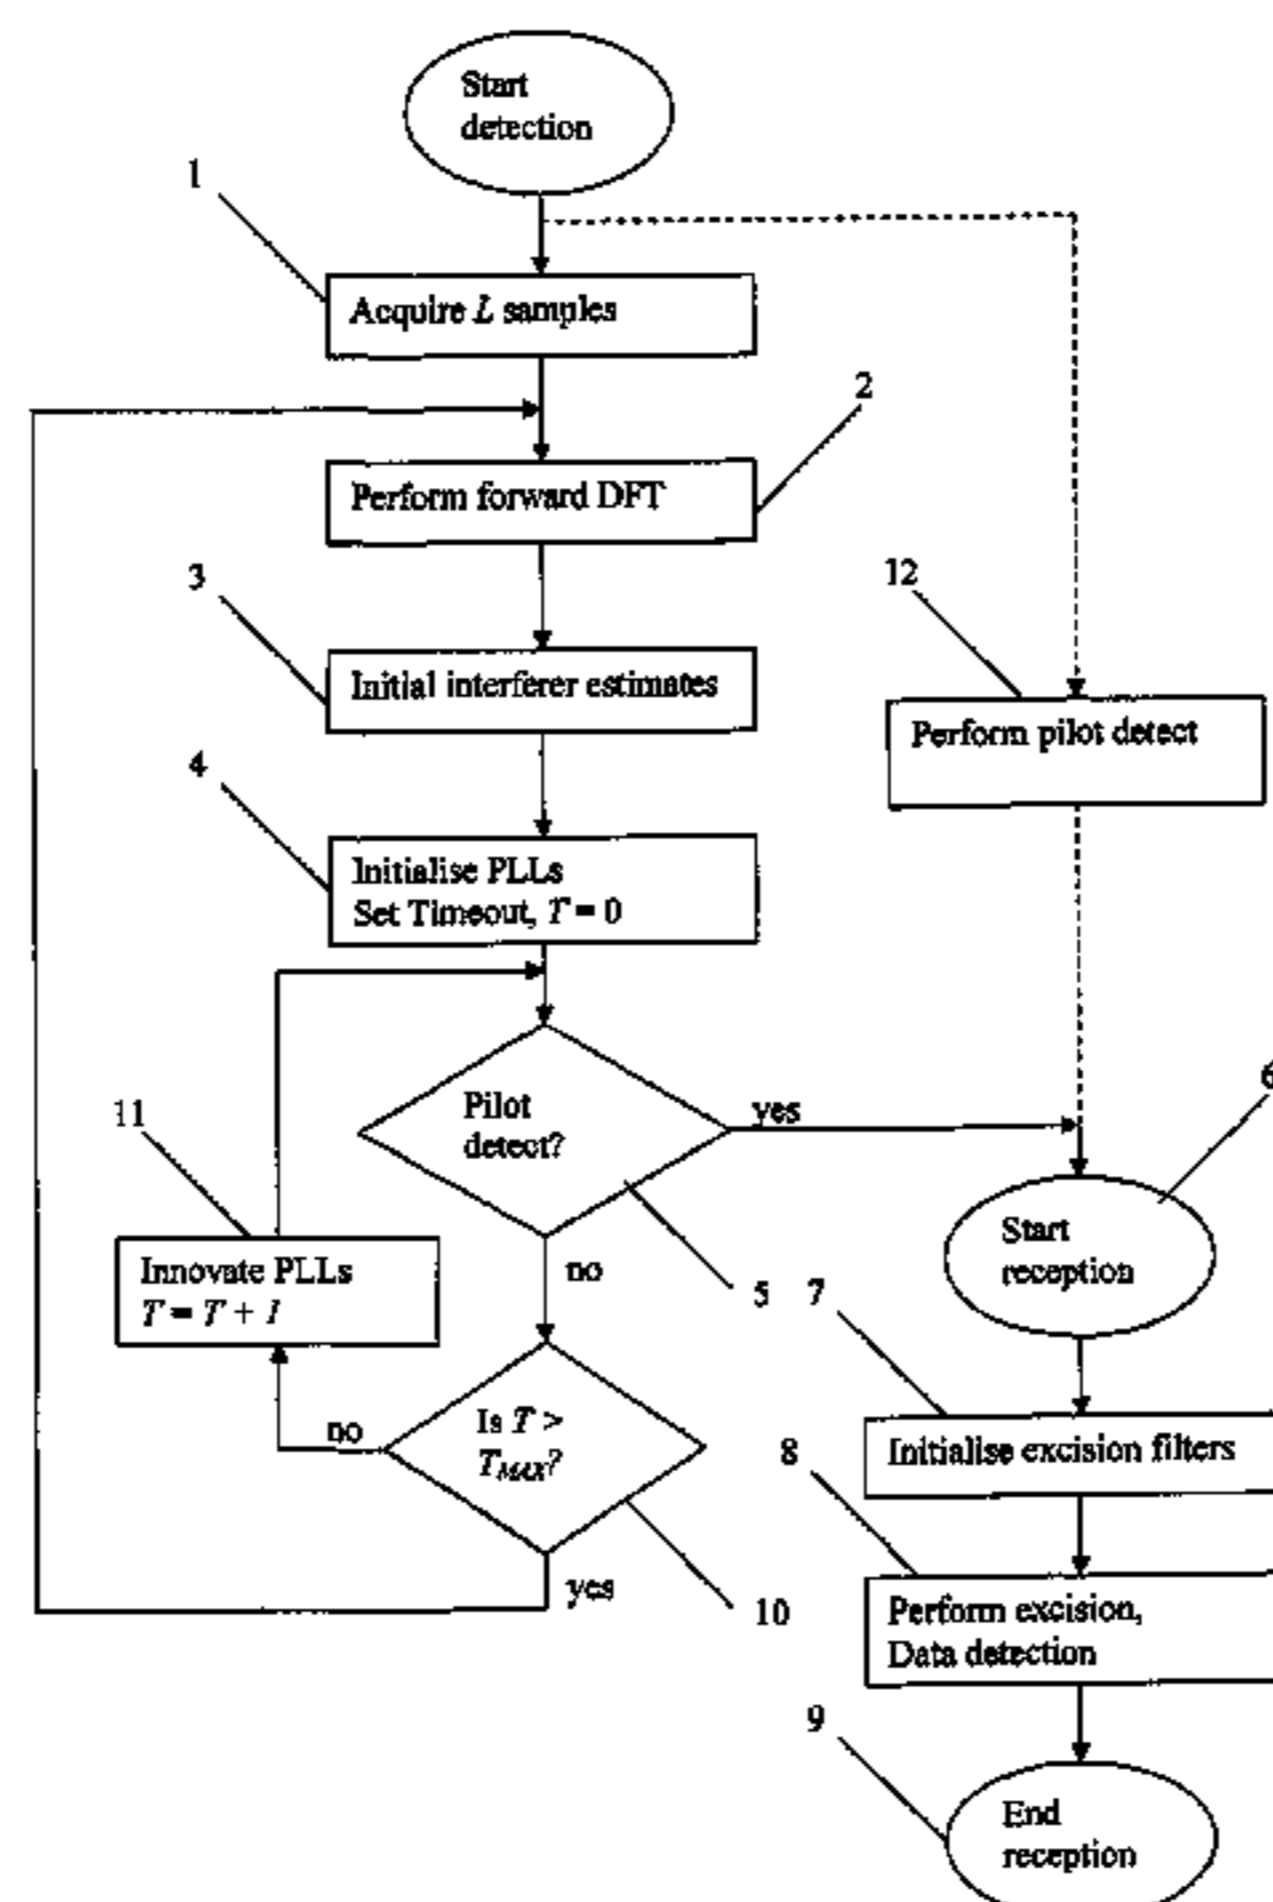 Start
detection
1
Acquire L samples
2
Perform forward DFT
3
Initial interferer estimates
12
Perform pilot detect
4
Initialise PLLs
Set Timeout, T = 0
Pilot
detect?
yes
6
11
Innovate PLLs
T = T + 1
no
5
Start
reception
7
Initialise excision filters
Is T >
TMAX?
no
yes
10
8
Perform excision,
Data detection
9
End
reception